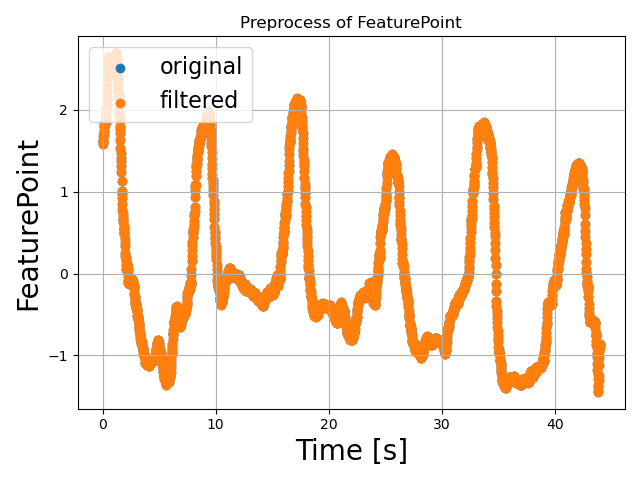 Preprocess of FeaturePoint
original
filtered
FeaturePoint
2
1
0
−1
0
10
20
30
40
Time [s]